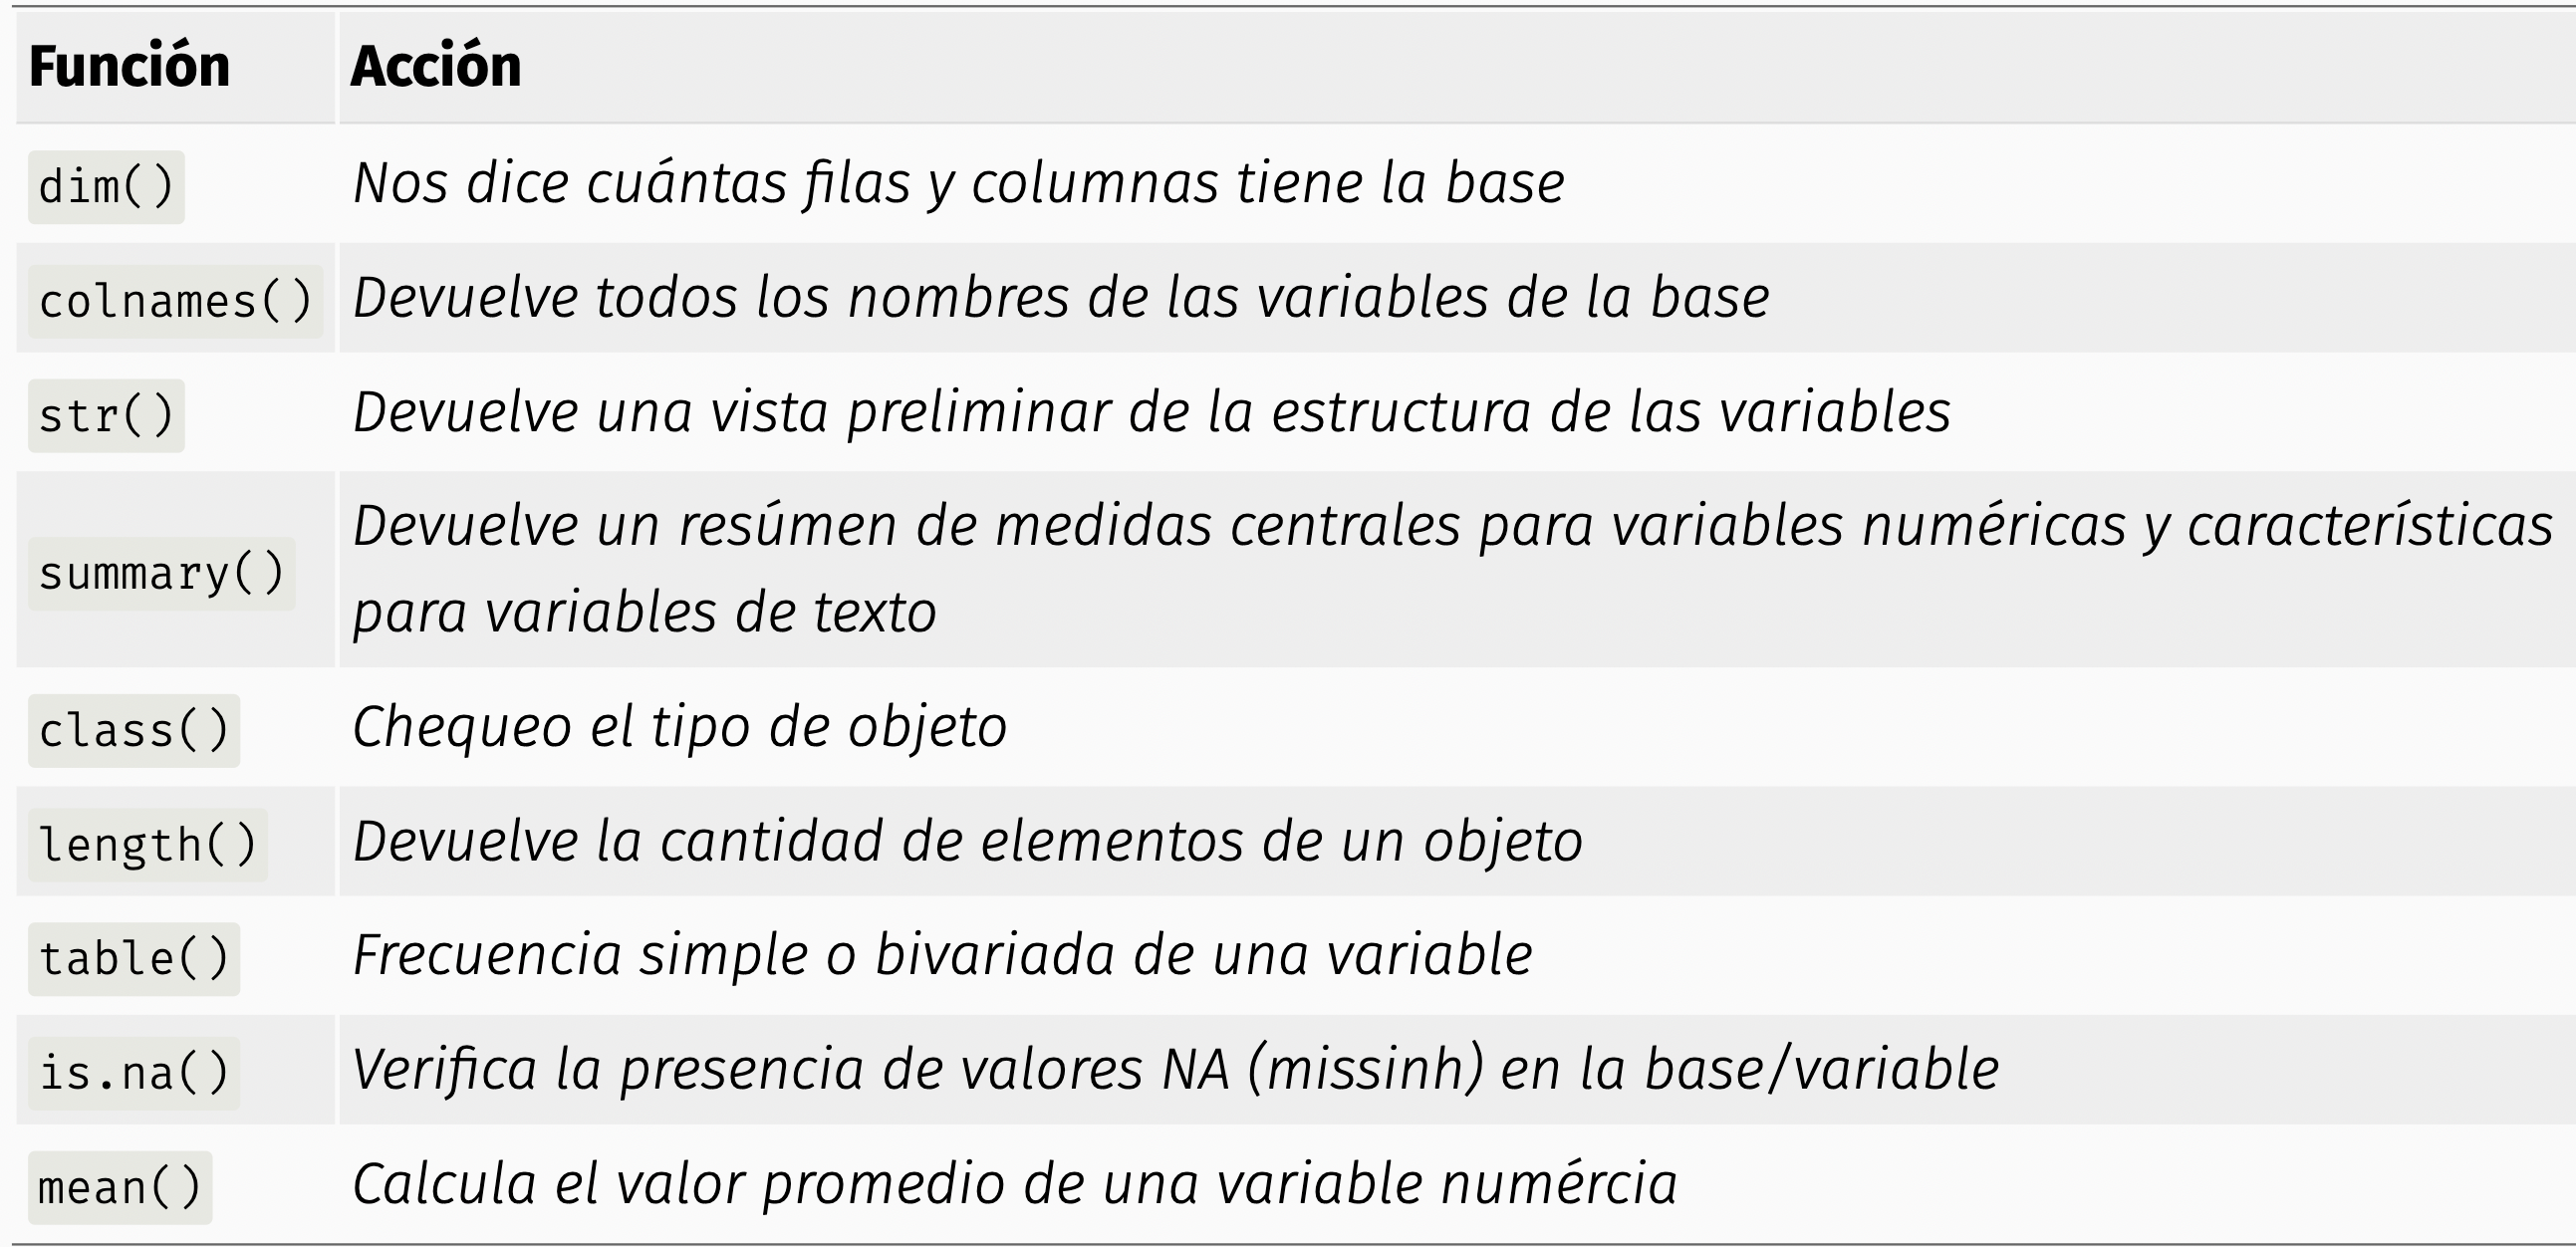 Función Acción
dim() Nos dice cuántas filas y columnas tiene la base
colnames() Devuelve todos los nombres de las variables de la base
str() Devuelve una vista preliminar de la estructura de las variables
summary() Devuelve un resúmen de medidas centrales para variables numéricas y características
para variables de texto
class() Chequeo el tipo de objeto
length() Devuelve la cantidad de elementos de un objeto
table() Frecuencia simple o bivariada de una variable
is.na() Verifica la presencia de valores NA (missinh) en la base/variable
mean() Calcula el valor promedio de una variable numércia